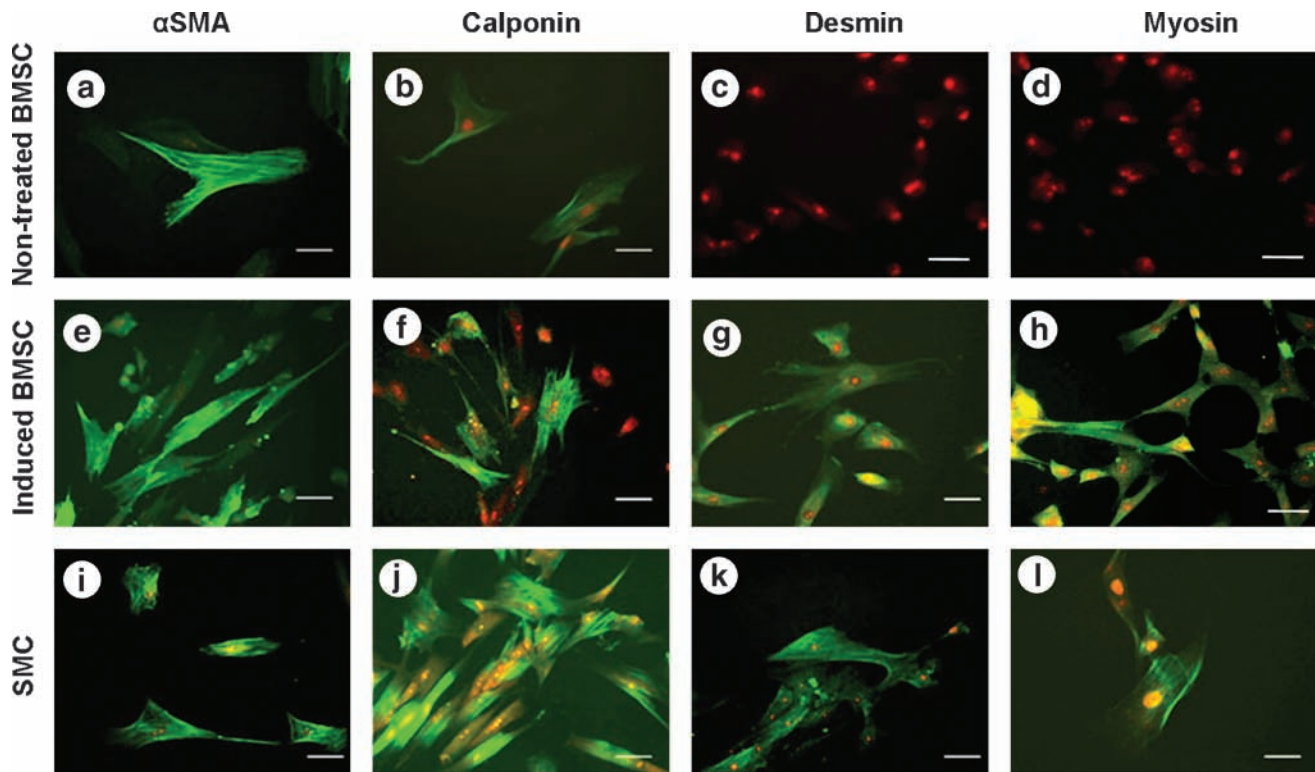 αSMA Calponin Desmin Myosin
Non-treated BMSC
a b c d
Induced BMSC
e f g h
SMC
i j k l